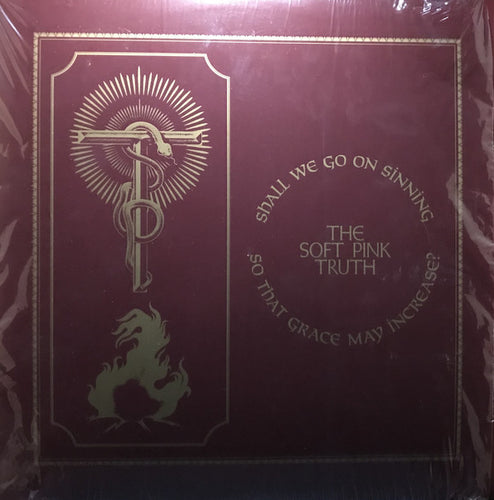 SHALL WE GO ON SINNING
THE
SOFT PINK
TRUTH
SO THAT GRACE MAY INCREASE?